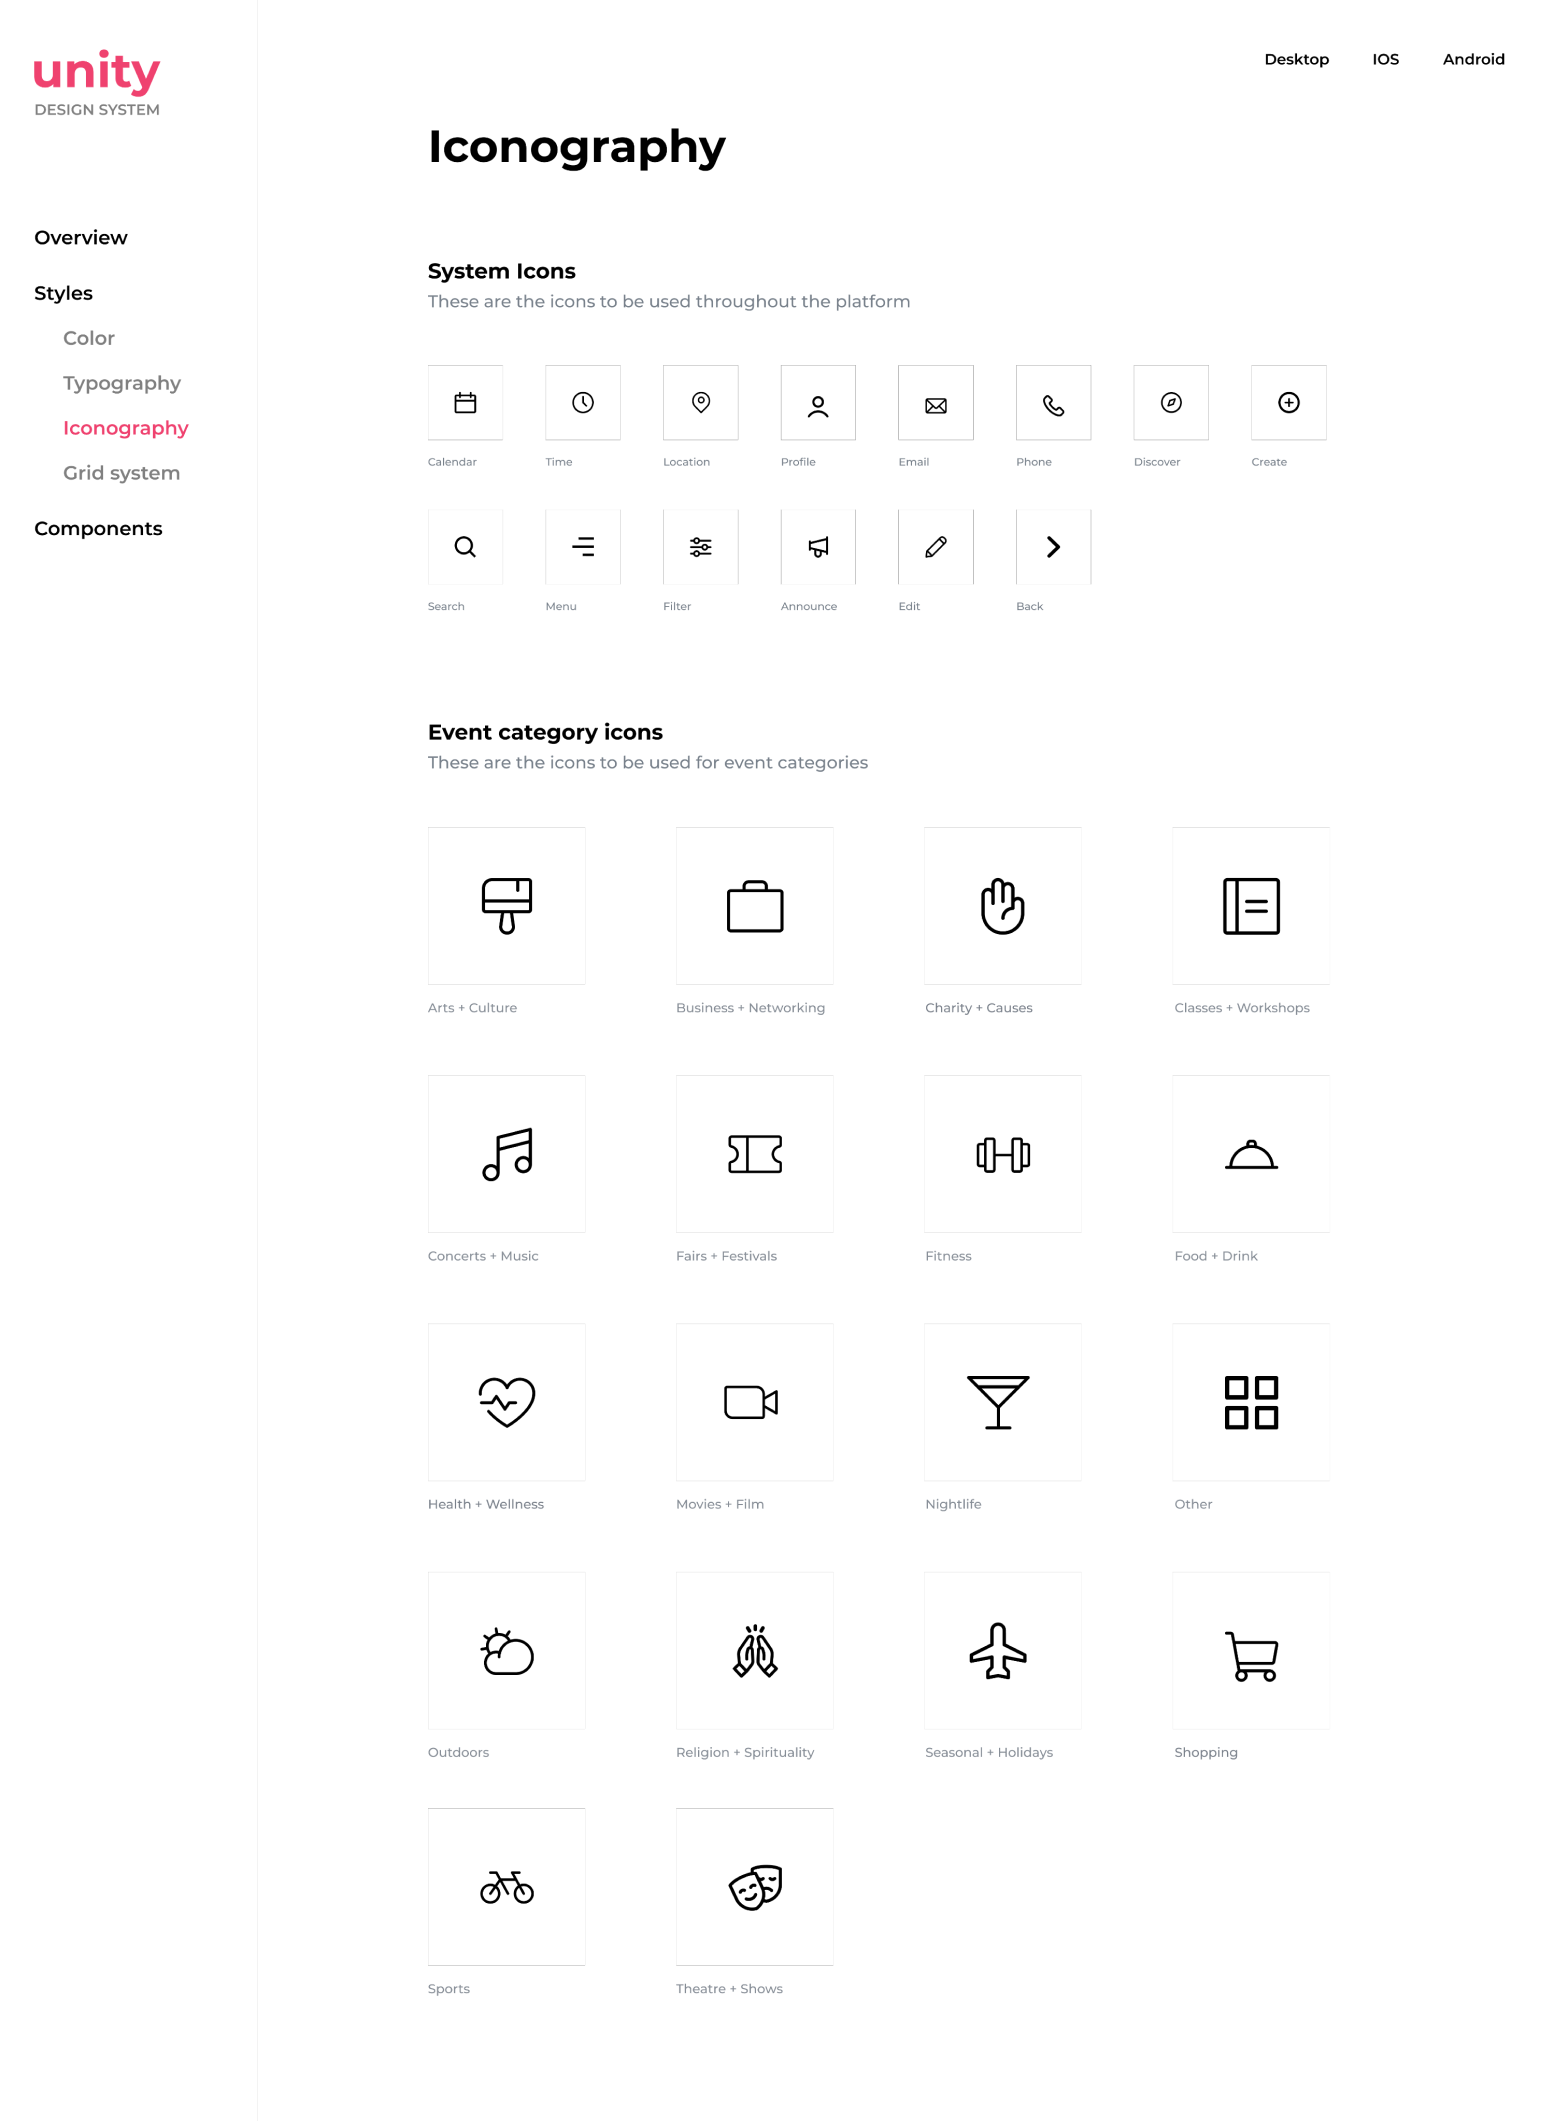 unity
DESIGN SYSTEM
Desktop IOS Android
Overview
Styles
Color
Typography
Iconography
Grid system
Components
Iconography
System Icons
These are the icons to be used throughout the platform
Calendar Time Location Profile Email Phone Discover Create
Search Menu Filter Announce Edit Back
Event category icons
These are the icons to be used for event categories
Arts + Culture Business + Networking Charity + Causes Classes + Workshops
Concerts + Music Fairs + Festivals Fitness Food + Drink
Health + Wellness Movies + Film Nightlife Other
Outdoors Religion + Spirituality Seasonal + Holidays Shopping
Sports Theatre + Shows